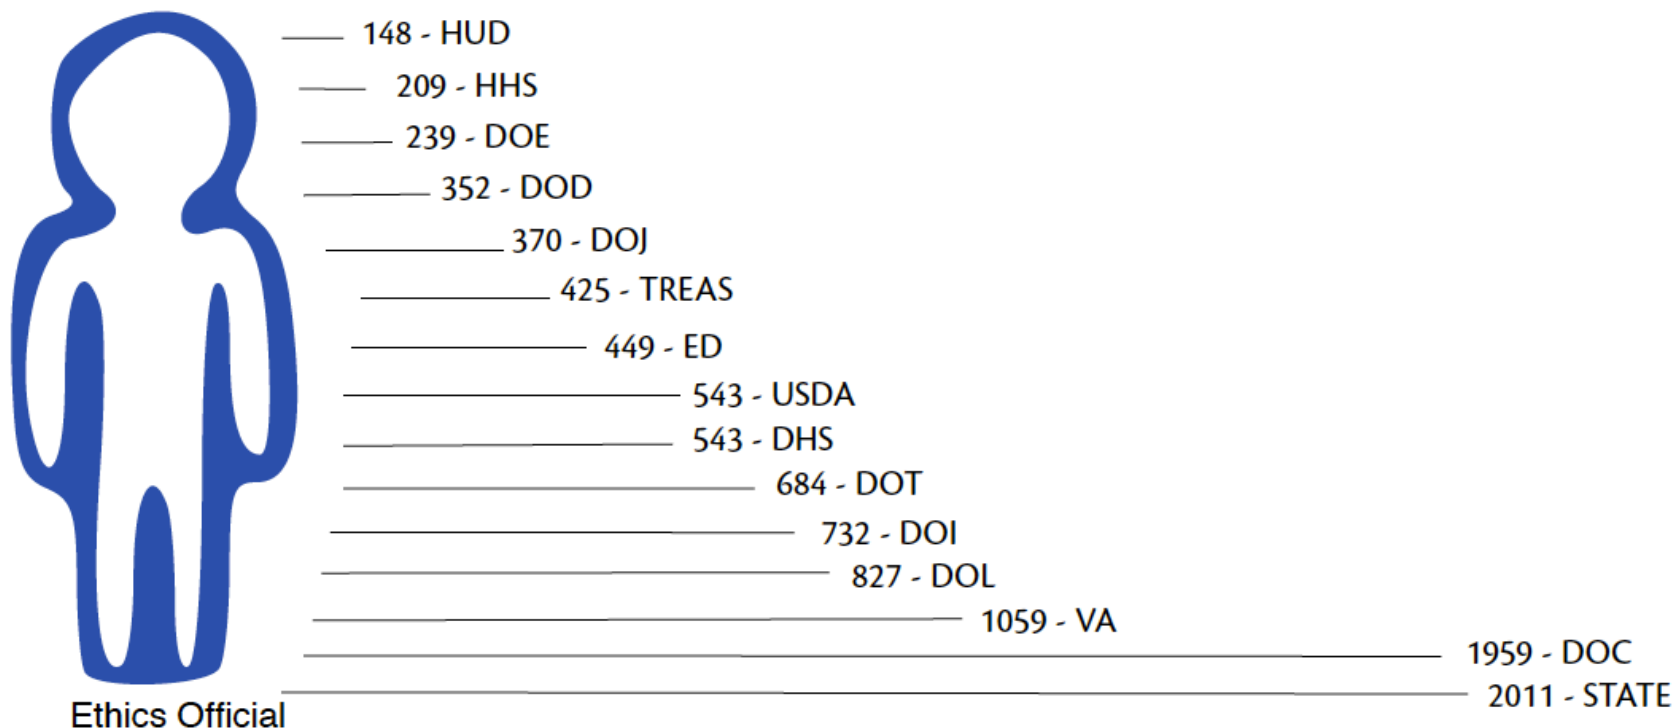 148 - HUD
209 - HHS
239 - DOE
352 - DOD
370 - DOJ
425 - TREAS
449 - ED
543 - USDA
543 - DHS
684 - DOT
732 - DOI
827 - DOL
1059 - VA
1959 - DOC
2011 - STATE
Ethics Official